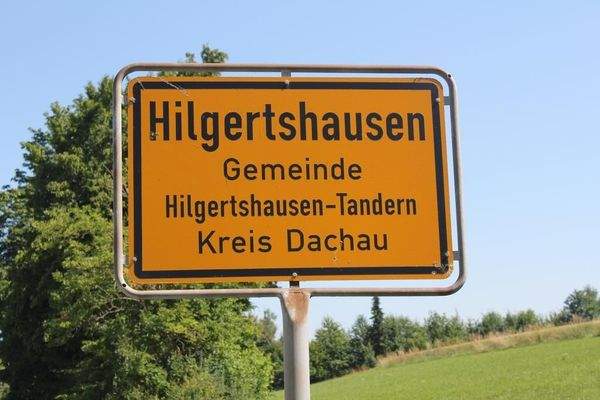 Hilgertshausen
Gemeinde
Hilgertshausen-Tandern
Kreis Dachau